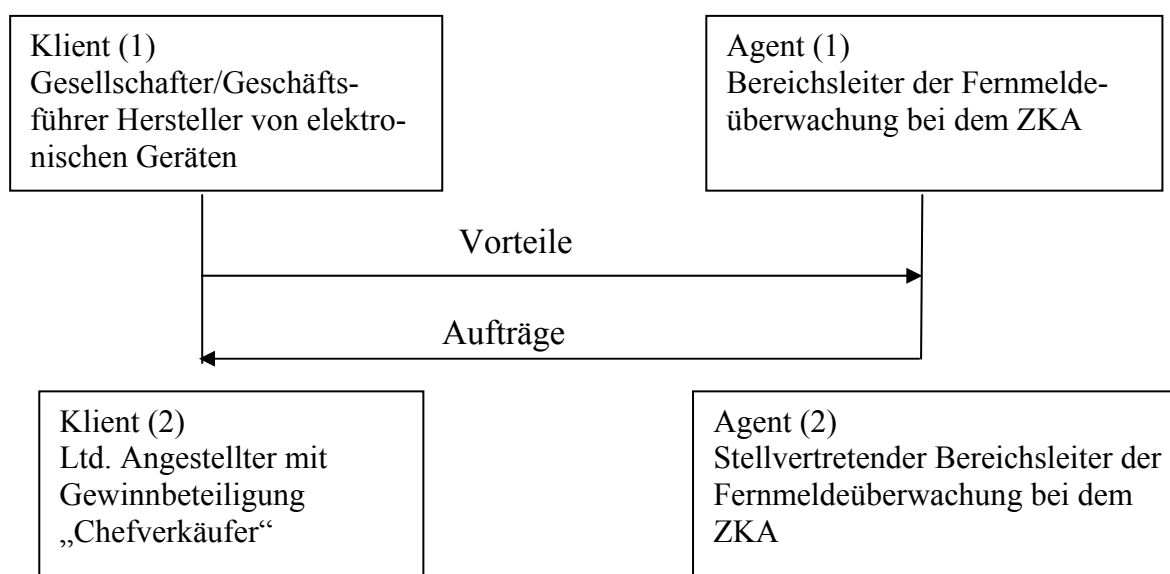 Klient (1)
Gesellschafter/Geschäfts-
führer Hersteller von elektro-
nischen Geräten
Agent (1)
Bereichsleiter der Fernmelde-
überwachung bei dem ZKA
Vorteile
Aufträge
Klient (2)
Ltd. Angestellter mit
Gewinnbeteiligung
„Chefverkäufer“
Agent (2)
Stellvertretender Bereichsleiter der
Fernmeldeüberwachung bei dem
ZKA